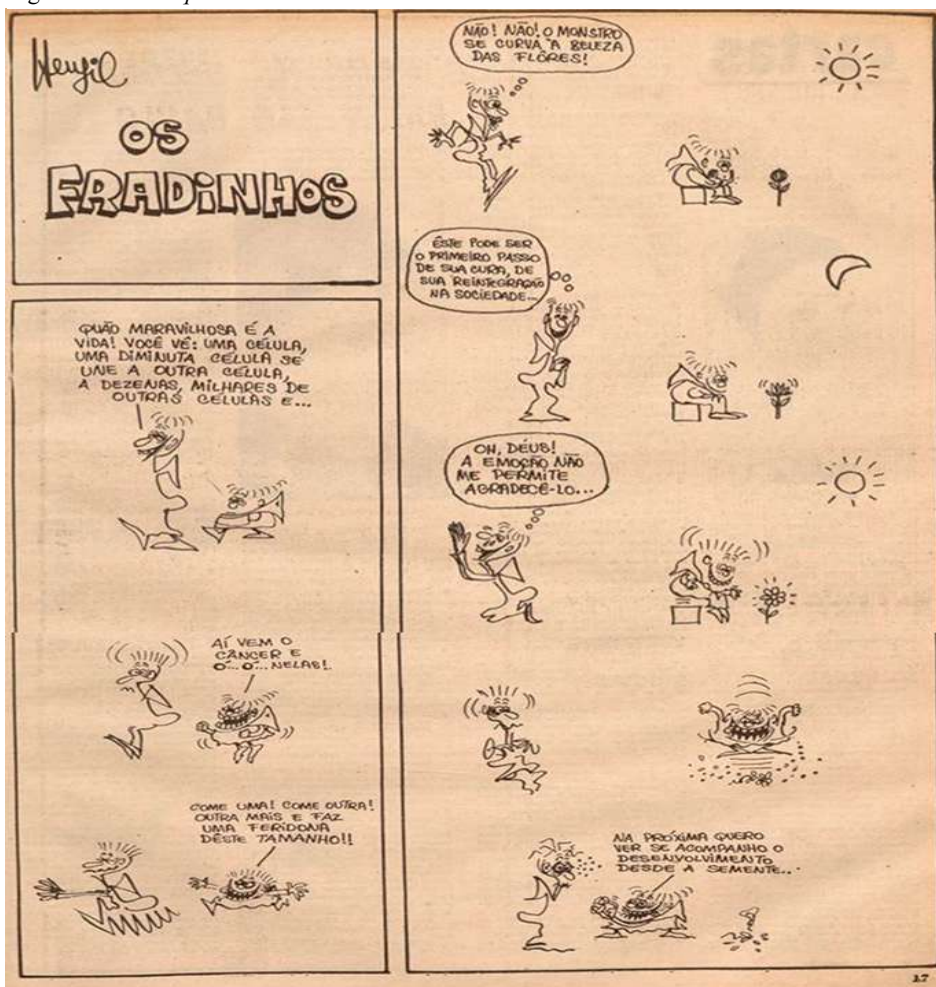 Henfil
OS
FRADINHOS
QUÃO MARAVILHOSA É A
VIDA! VOCÊ VÊ: UMA CÉLULA,
UMA DIMINUTA CÉLULA SE
UNE A OUTRA CÉLULA,
A DEZENAS, MILHARES DE
OUTRAS CÉLULAS E...
AÍ VEM O
CÂNCER E
Ó...Ó...NELAS!
COME UMA! COME OUTRA!
OUTRA MAIS E FAZ
UMA FERIDONA
DÊSTE TAMANHO!!
NÃO! NÃO! O MONSTRO
SE CURVA À BELEZA
DAS FLÔRES!
ÊSTE PODE SER
O PRIMEIRO PASSO
DE SUA CURA, DE
SUA REINTEGRAÇÃO
NA SOCIEDADE...
OH, DÉUS!
A EMOÇÃO NÃO
ME PERMITE
AGRADECÊ-LO...
NA PRÓXIMA QUERO
VER SE ACOMPANHO O
DESENVOLVIMENTO
DESDE A SEMENTE...
17